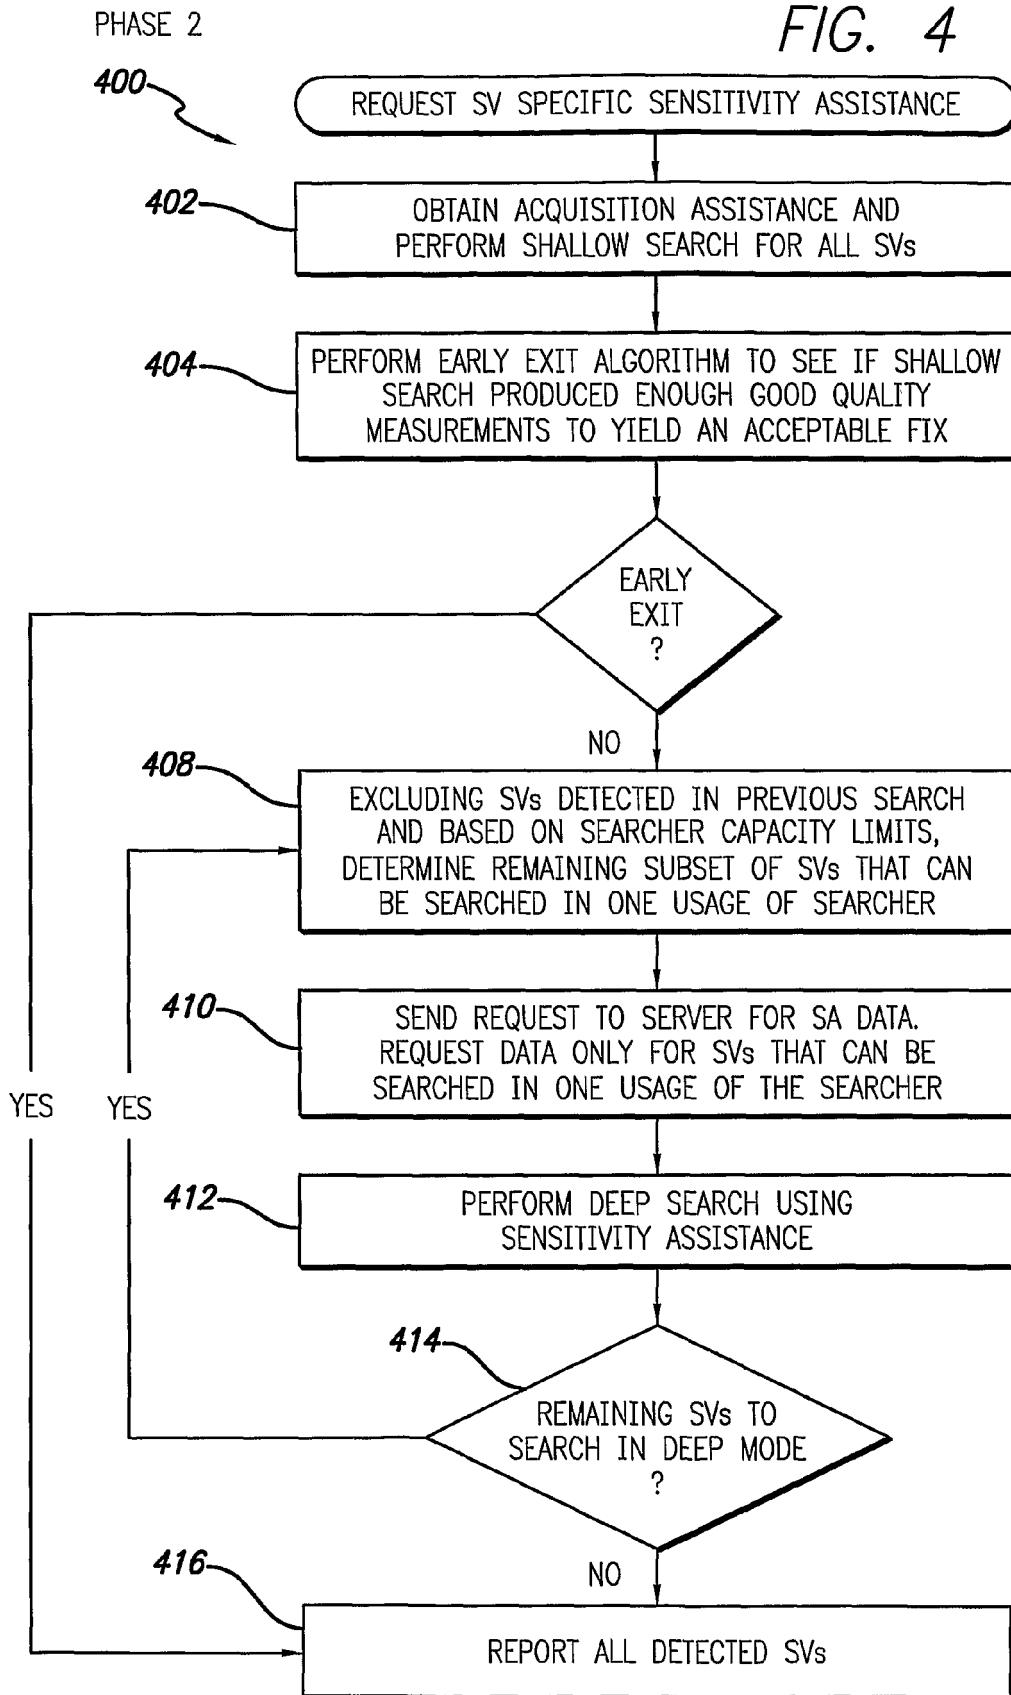 PHASE 2
FIG. 4
400
REQUEST SV SPECIFIC SENSITIVITY ASSISTANCE
402
OBTAIN ACQUISITION ASSISTANCE AND
PERFORM SHALLOW SEARCH FOR ALL SVs
404
PERFORM EARLY EXIT ALGORITHM TO SEE IF SHALLOW
SEARCH PRODUCED ENOUGH GOOD QUALITY
MEASUREMENTS TO YIELD AN ACCEPTABLE FIX
EARLY
EXIT
?
NO
408
EXCLUDING SVs DETECTED IN PREVIOUS SEARCH
AND BASED ON SEARCHER CAPACITY LIMITS,
DETERMINE REMAINING SUBSET OF SVs THAT CAN
BE SEARCHED IN ONE USAGE OF SEARCHER
410
SEND REQUEST TO SERVER FOR SA DATA.
REQUEST DATA ONLY FOR SVs THAT CAN BE
SEARCHED IN ONE USAGE OF THE SEARCHER
YES
YES
412
PERFORM DEEP SEARCH USING
SENSITIVITY ASSISTANCE
414
REMAINING SVs TO
SEARCH IN DEEP MODE
?
NO
416
REPORT ALL DETECTED SVs